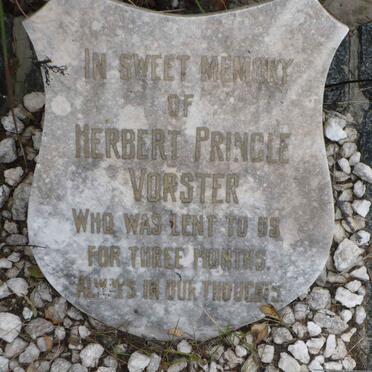 IN SWEET MEMORY
OF
HERBERT PRINGLE
VORSTER
WHO WAS LENT TO US
FOR THREE MONTHS.
ALWAYS IN OUR THOUGHTS.